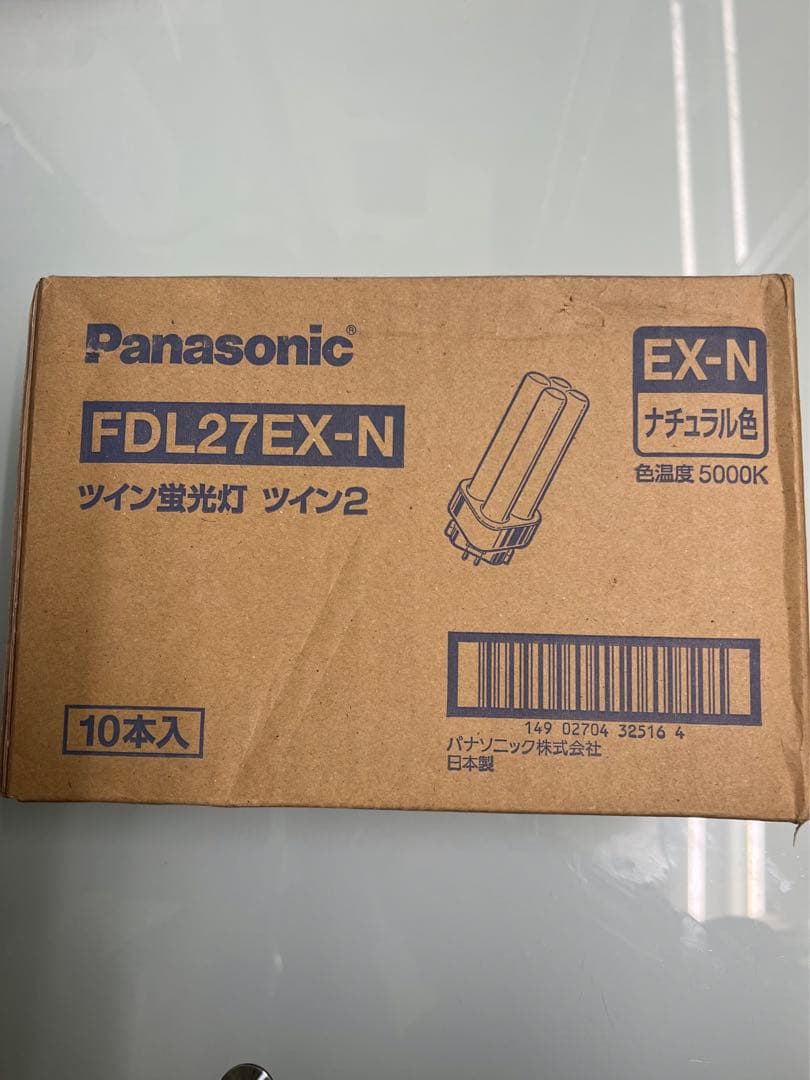 Panasonic®
FDL27EX-N
ツイン蛍光灯 ツイン2
EX-N
ナチュラル色
色温度 5000K
10本入
149 02704 32516 4
パナソニック株式会社
日本製